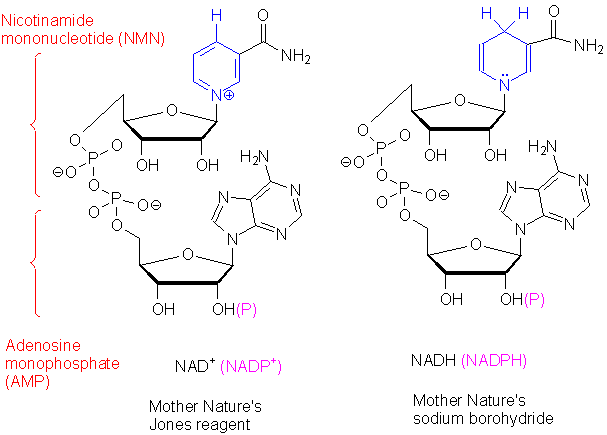 Nicotinamide
mononucleotide (NMN)
H
O
NH2
N⊕
O
O
OH OH
P O
⊖O
O
P O⊖
O
O
NH2
N N
N N
O
OH OH(P)
Adenosine
monophosphate
(AMP)
NAD+ (NADP+)
Mother Nature's
Jones reagent
H H
O
NH2
N
O
O
OH OH
P O
⊖O
O
P O⊖
O
O
NH2
N N
N N
O
OH OH(P)
NADH (NADPH)
Mother Nature's
sodium borohydride